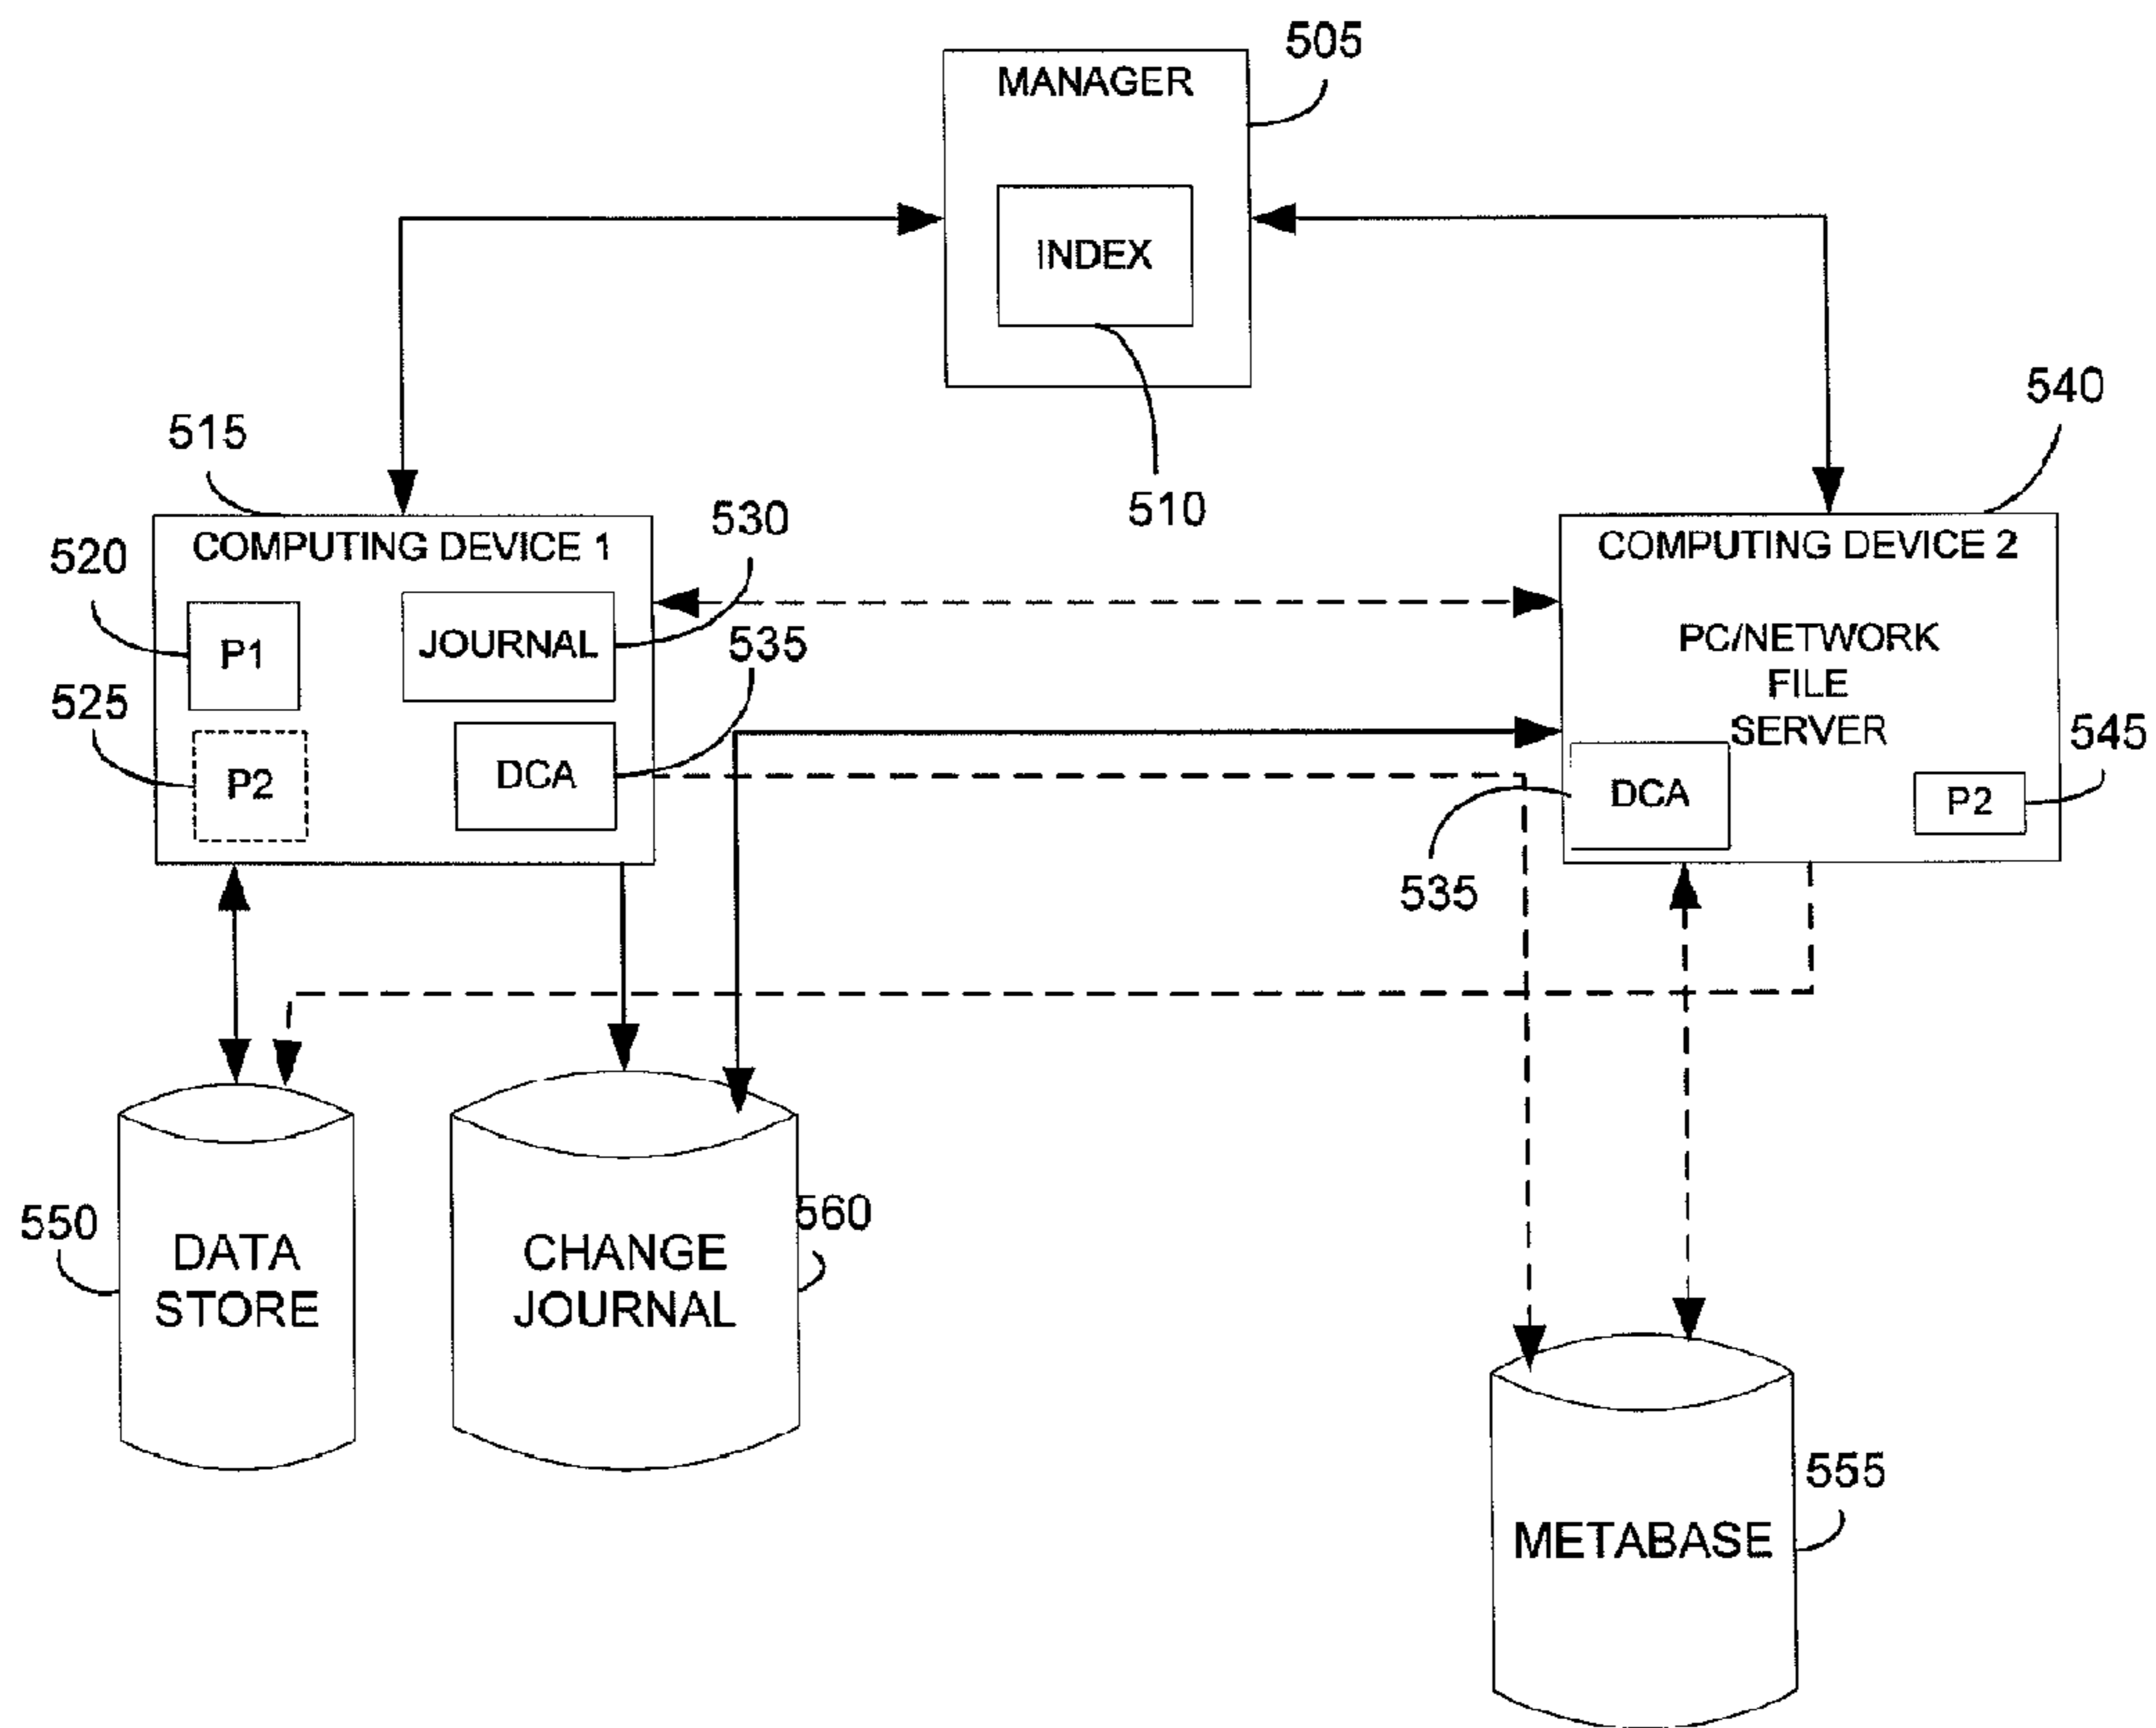 505
MANAGER
INDEX
510
540
515
COMPUTING DEVICE 1
530
520
P1
JOURNAL
535
525
P2
DCA
COMPUTING DEVICE 2
PC/NETWORK
FILE
SERVER
545
DCA
P2
535
550
DATA
STORE
560
CHANGE
JOURNAL
555
METABASE